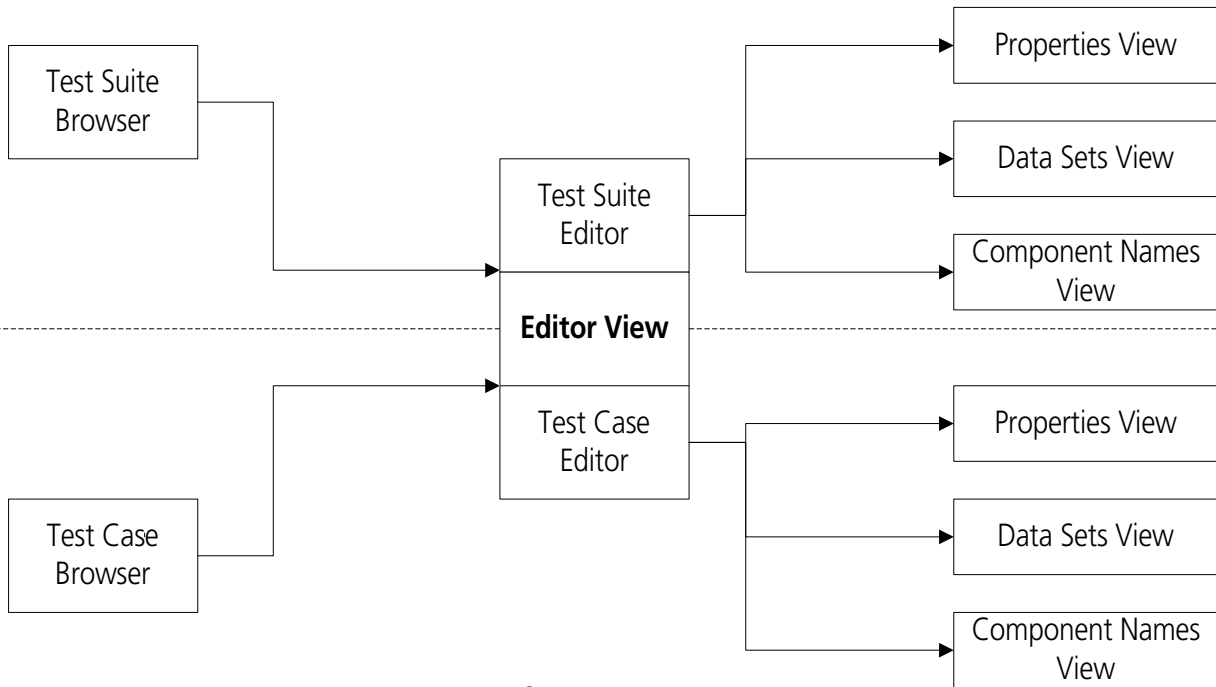 Test Suite
Browser
Test Suite
Editor
Properties View
Data Sets View
Component Names
View
Editor View
Test Case
Browser
Test Case
Editor
Properties View
Data Sets View
Component Names
View